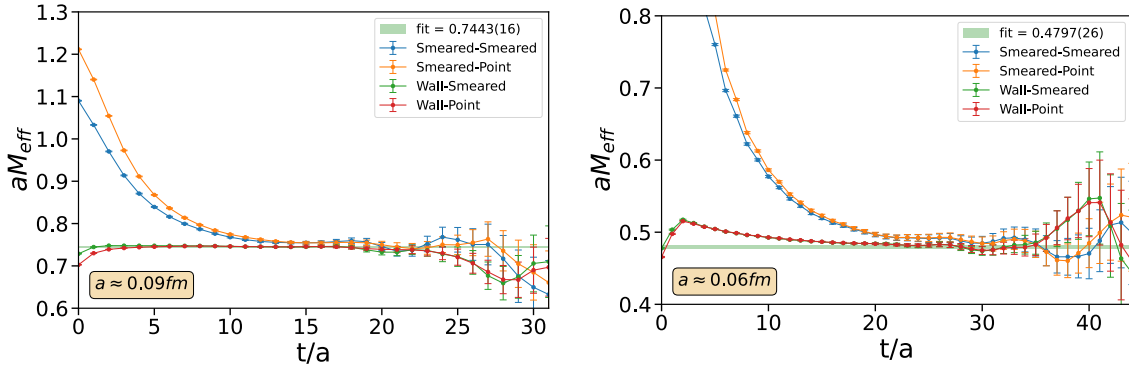 fit = 0.7443(16)
Smeared-Smeared
Smeared-Point
Wall-Smeared
Wall-Point
1.3
1.2
1.1
1.0
0.9
0.8
0.7
0.6
aM_eff
a ≈ 0.09fm
0 5 10 15 20 25 30
t/a
fit = 0.4797(26)
Smeared-Smeared
Smeared-Point
Wall-Smeared
Wall-Point
0.8
0.7
0.6
0.5
0.4
aM_eff
a ≈ 0.06fm
0 10 20 30 40
t/a